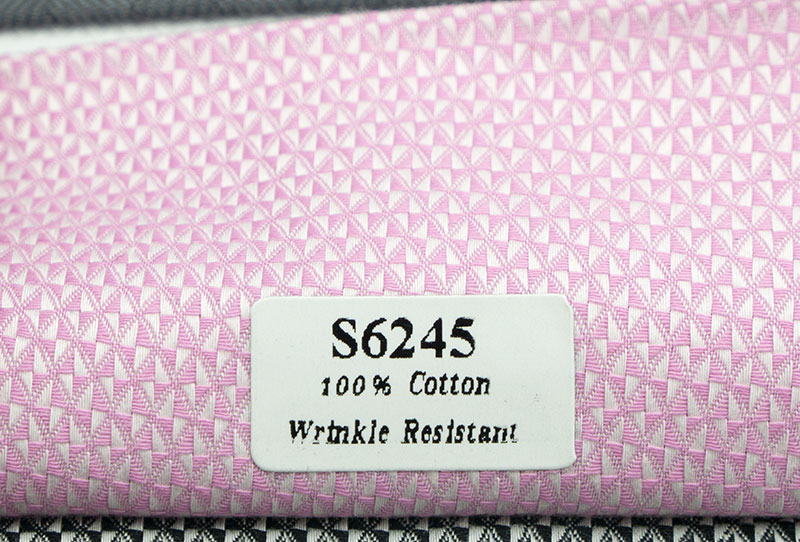 S6245
100% Cotton
Wrinkle Resistant